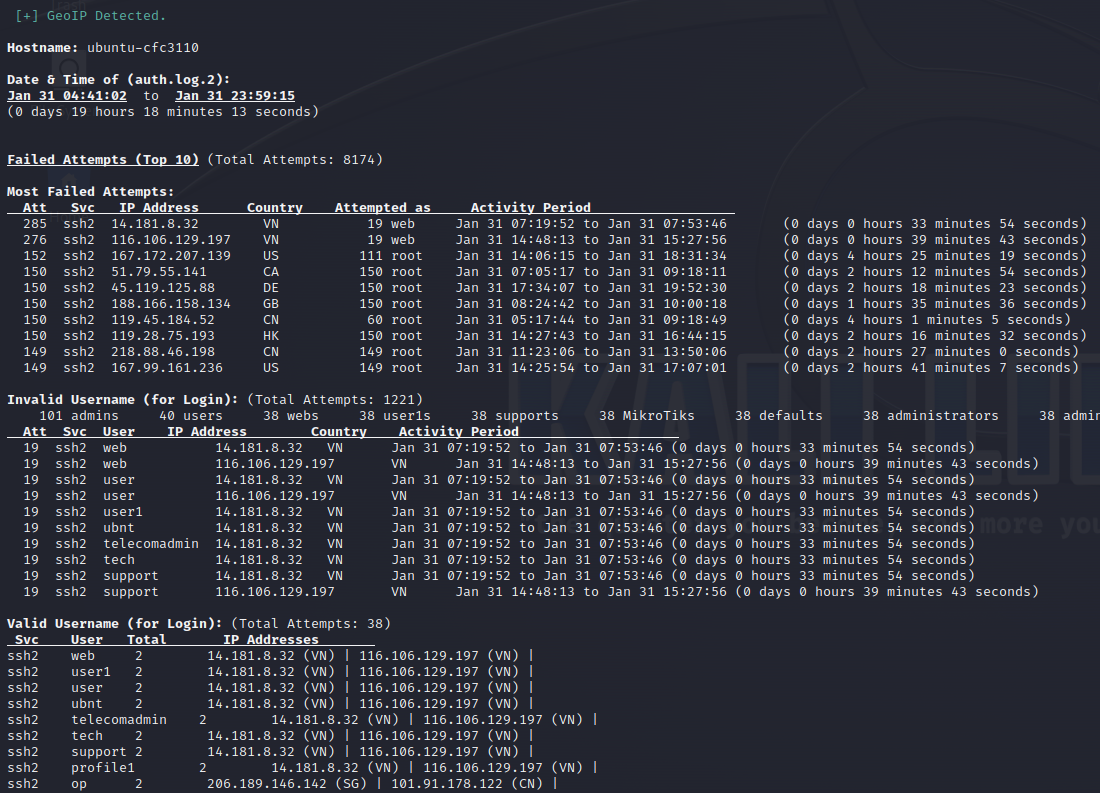 [+] GeoIP Detected.
Hostname: ubuntu-cfc3110
Date & Time of (auth.log.2):
Jan 31 04:41:02 to Jan 31 23:59:15
(0 days 19 hours 18 minutes 13 seconds)
Failed Attempts (Top 10) (Total Attempts: 8174)
Most Failed Attempts:
Att Svc IP Address Country Attempted as Activity Period
285 ssh2 14.181.8.32 VN 19 web Jan 31 07:19:52 to Jan 31 07:53:46 (0 days 0 hours 33 minutes 54 seconds)
276 ssh2 116.106.129.197 VN 19 web Jan 31 14:48:13 to Jan 31 15:27:56 (0 days 0 hours 39 minutes 43 seconds)
152 ssh2 167.172.207.139 US 111 root Jan 31 14:06:15 to Jan 31 18:31:34 (0 days 4 hours 25 minutes 19 seconds)
150 ssh2 51.79.55.141 CA 150 root Jan 31 07:05:17 to Jan 31 09:18:11 (0 days 2 hours 12 minutes 54 seconds)
150 ssh2 45.119.125.88 DE 150 root Jan 31 17:34:07 to Jan 31 19:52:30 (0 days 2 hours 18 minutes 23 seconds)
150 ssh2 188.166.158.134 GB 150 root Jan 31 08:24:42 to Jan 31 10:00:18 (0 days 1 hours 35 minutes 36 seconds)
150 ssh2 119.45.184.52 CN 60 root Jan 31 05:17:44 to Jan 31 09:18:49 (0 days 4 hours 1 minutes 5 seconds)
150 ssh2 119.28.75.193 HK 150 root Jan 31 14:27:43 to Jan 31 16:44:15 (0 days 2 hours 16 minutes 32 seconds)
149 ssh2 218.88.46.198 CN 149 root Jan 31 11:23:06 to Jan 31 13:50:06 (0 days 2 hours 27 minutes 0 seconds)
149 ssh2 167.99.161.236 US 149 root Jan 31 14:25:54 to Jan 31 17:07:01 (0 days 2 hours 41 minutes 7 seconds)
Invalid Username (for Login): (Total Attempts: 1221)
101 admins 40 users 38 webs 38 user1s 38 supports 38 MikroTiks 38 defaults 38 administrators 38 admin
Att Svc User IP Address Country Activity Period
19 ssh2 web 14.181.8.32 VN Jan 31 07:19:52 to Jan 31 07:53:46 (0 days 0 hours 33 minutes 54 seconds)
19 ssh2 web 116.106.129.197 VN Jan 31 14:48:13 to Jan 31 15:27:56 (0 days 0 hours 39 minutes 43 seconds)
19 ssh2 user 14.181.8.32 VN Jan 31 07:19:52 to Jan 31 07:53:46 (0 days 0 hours 33 minutes 54 seconds)
19 ssh2 user 116.106.129.197 VN Jan 31 14:48:13 to Jan 31 15:27:56 (0 days 0 hours 39 minutes 43 seconds)
19 ssh2 user1 14.181.8.32 VN Jan 31 07:19:52 to Jan 31 07:53:46 (0 days 0 hours 33 minutes 54 seconds)
19 ssh2 ubnt 14.181.8.32 VN Jan 31 07:19:52 to Jan 31 07:53:46 (0 days 0 hours 33 minutes 54 seconds)
19 ssh2 telecomadmin 14.181.8.32 VN Jan 31 07:19:52 to Jan 31 07:53:46 (0 days 0 hours 33 minutes 54 seconds)
19 ssh2 tech 14.181.8.32 VN Jan 31 07:19:52 to Jan 31 07:53:46 (0 days 0 hours 33 minutes 54 seconds)
19 ssh2 support 14.181.8.32 VN Jan 31 07:19:52 to Jan 31 07:53:46 (0 days 0 hours 33 minutes 54 seconds)
19 ssh2 support 116.106.129.197 VN Jan 31 14:48:13 to Jan 31 15:27:56 (0 days 0 hours 39 minutes 43 seconds)
Valid Username (for Login): (Total Attempts: 38)
Svc User Total IP Addresses
ssh2 web 2 14.181.8.32 (VN) | 116.106.129.197 (VN) |
ssh2 user1 2 14.181.8.32 (VN) | 116.106.129.197 (VN) |
ssh2 user 2 14.181.8.32 (VN) | 116.106.129.197 (VN) |
ssh2 ubnt 2 14.181.8.32 (VN) | 116.106.129.197 (VN) |
ssh2 telecomadmin 2 14.181.8.32 (VN) | 116.106.129.197 (VN) |
ssh2 tech 2 14.181.8.32 (VN) | 116.106.129.197 (VN) |
ssh2 support 2 14.181.8.32 (VN) | 116.106.129.197 (VN) |
ssh2 profile1 2 14.181.8.32 (VN) | 116.106.129.197 (VN) |
ssh2 op 2 206.189.146.142 (SG) | 101.91.178.122 (CN) |